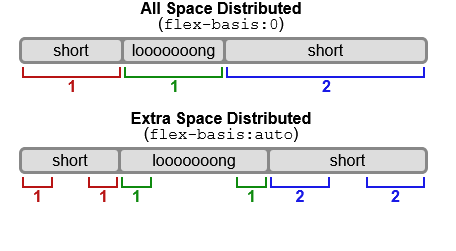 All Space Distributed
(flex-basis:0)
short looooooong short
1 1 2
Extra Space Distributed
(flex-basis:auto)
short looooooong short
1 1 1 1 2 2